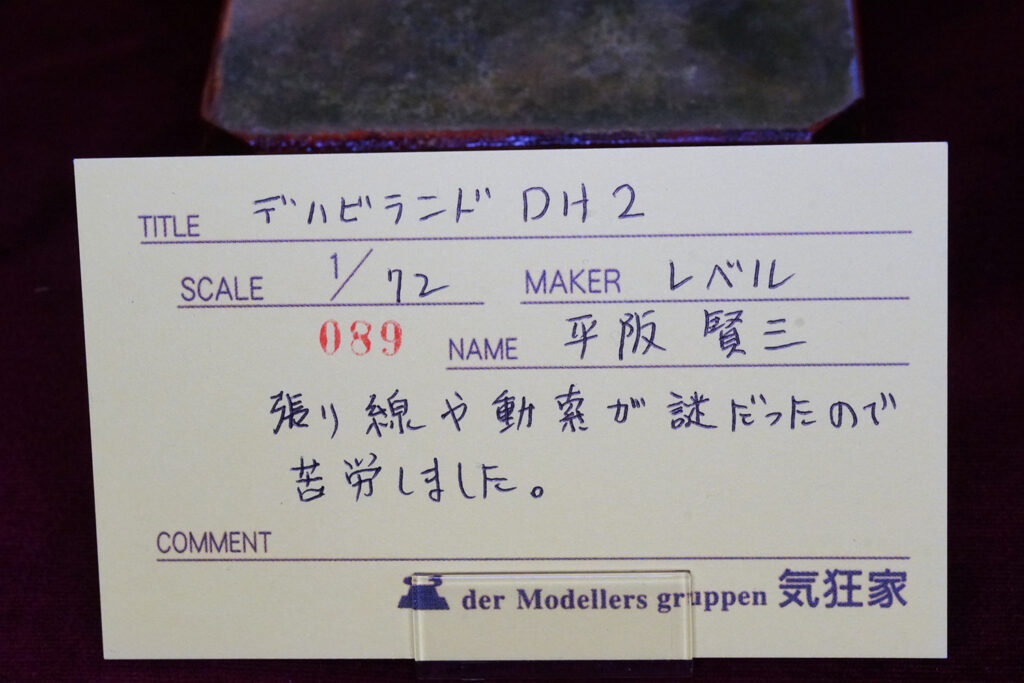 TITLE デハビランド DH2
SCALE 1/72 MAKER レベル
089 NAME 平阪 賢三
張り線や動索が謎だったので
苦労しました。
COMMENT
der Modellers gruppen 気狂家